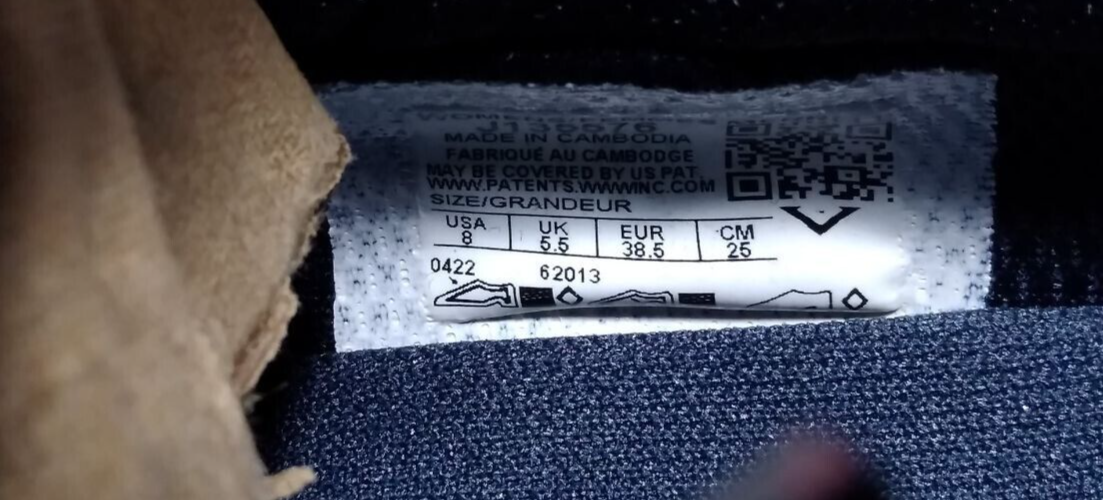 MADE IN CAMBODIA
FABRIQUÉ AU CAMBODGE
MAY BE COVERED BY US PAT.
WWW.PATENTS.WWWINC.COM
SIZE/GRANDEUR
USA UK EUR CM
8 5.5 38.5 25
0422 62013